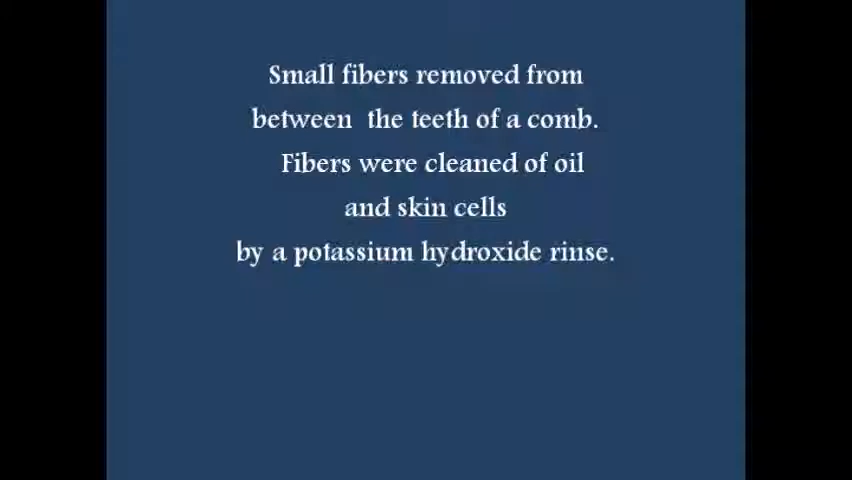 Small fibers removed from
between the teeth of a comb.
Fibers were cleaned of oil
and skin cells
by a potassium hydroxide rinse.